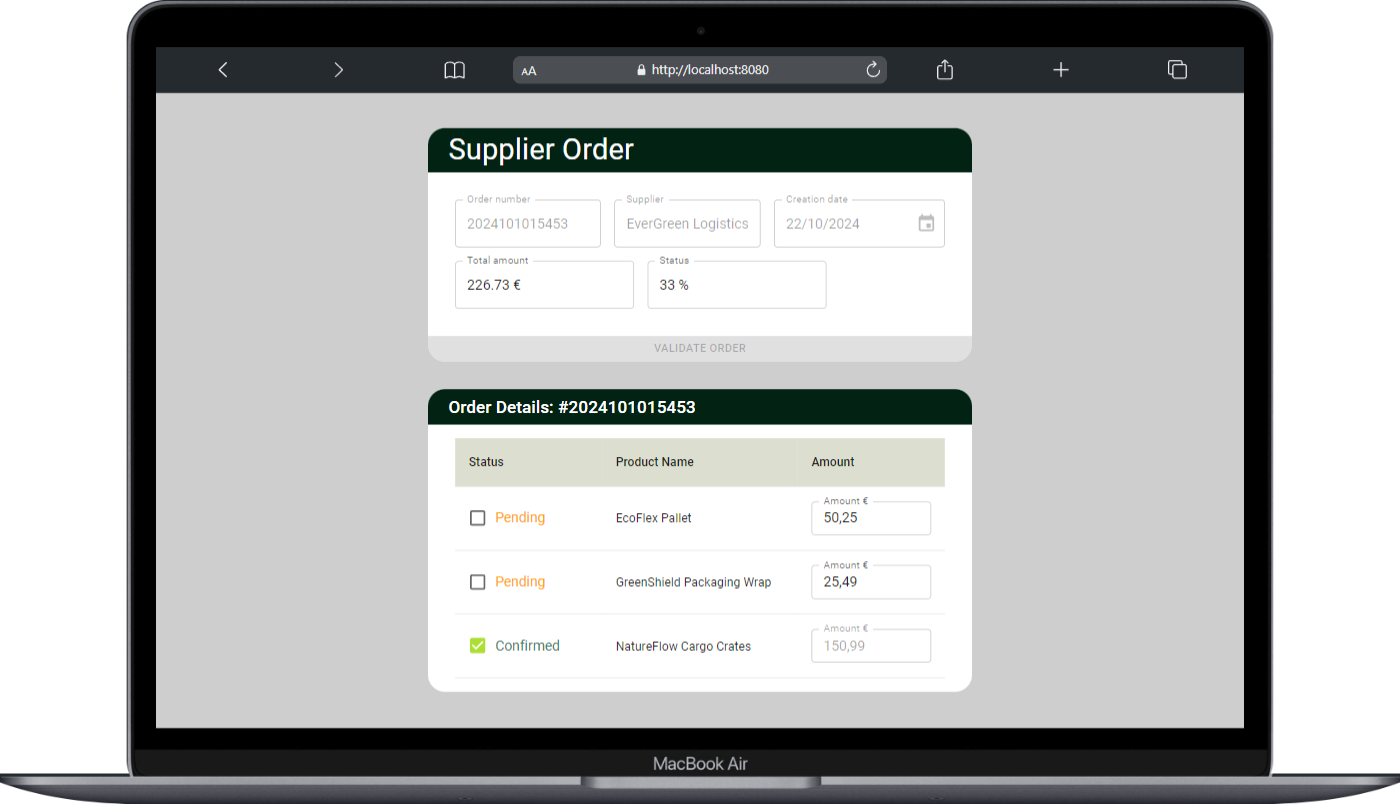 AA http://localhost:8080
Supplier Order
Order number Supplier Creation date
2024101015453 EverGreen Logistics 22/10/2024
Total amount Status
226.73 € 33 %
VALIDATE ORDER
Order Details: #2024101015453
Status Product Name Amount
Amount €
Pending EcoFlex Pallet 50,25
Amount €
Pending GreenShield Packaging Wrap 25,49
Amount €
Confirmed NatureFlow Cargo Crates 150,99
MacBook Air